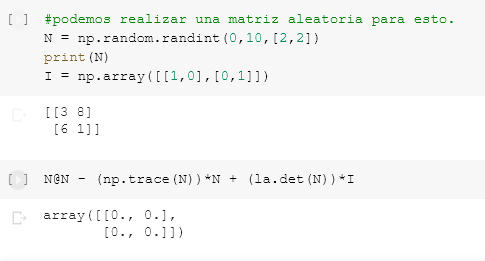 [ ] #podemos realizar una matriz aleatoria para esto.
N = np.random.randint(0,10,[2,2])
print(N)
I = np.array([[1,0],[0,1]])
[[3 8]
[6 1]]
[ ] N@N - (np.trace(N))*N + (la.det(N))*I
array([[0., 0.],
[0., 0.]])